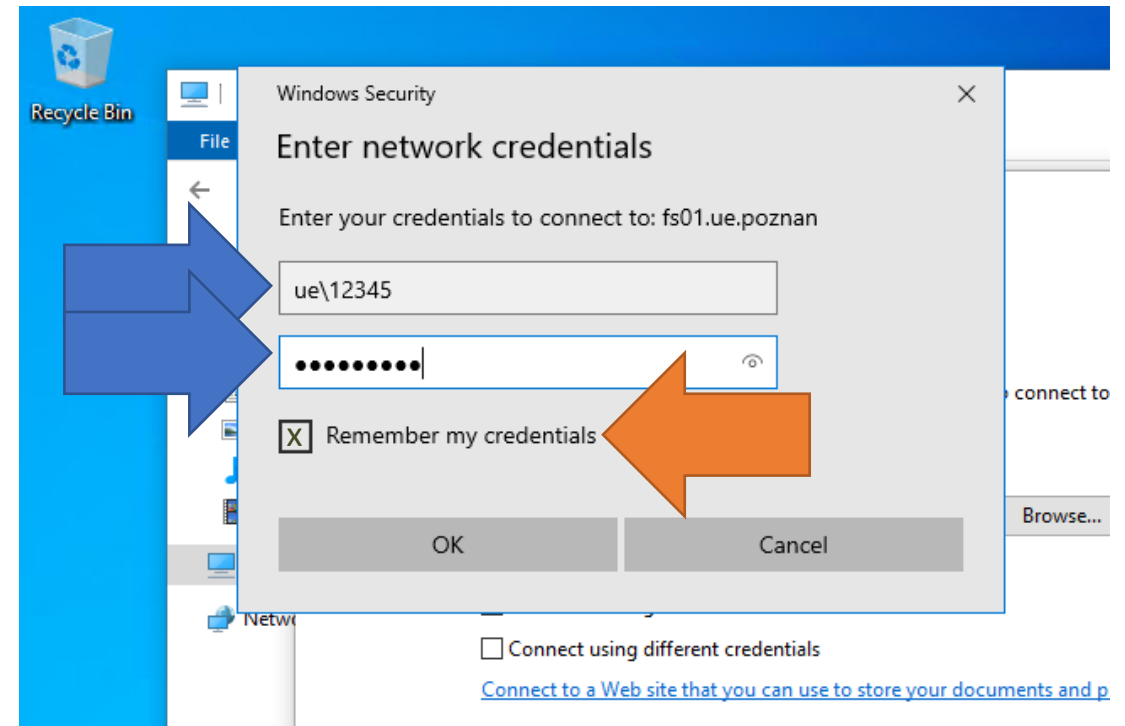 Recycle Bin
Windows Security
File
Enter network credentials
Enter your credentials to connect to: fs01.ue.poznan
ue\12345
●●●●●●●●●
connect to
X Remember my credentials
Browse...
OK
Cancel
Connect using different credentials
Connect to a Web site that you can use to store your documents and